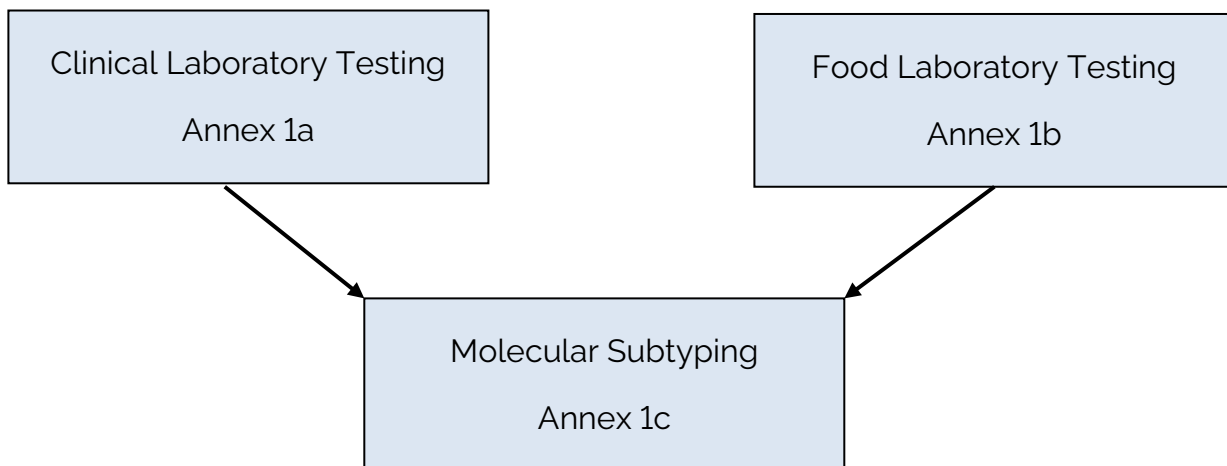 Clinical Laboratory Testing
Annex 1a
Food Laboratory Testing
Annex 1b
Molecular Subtyping
Annex 1c